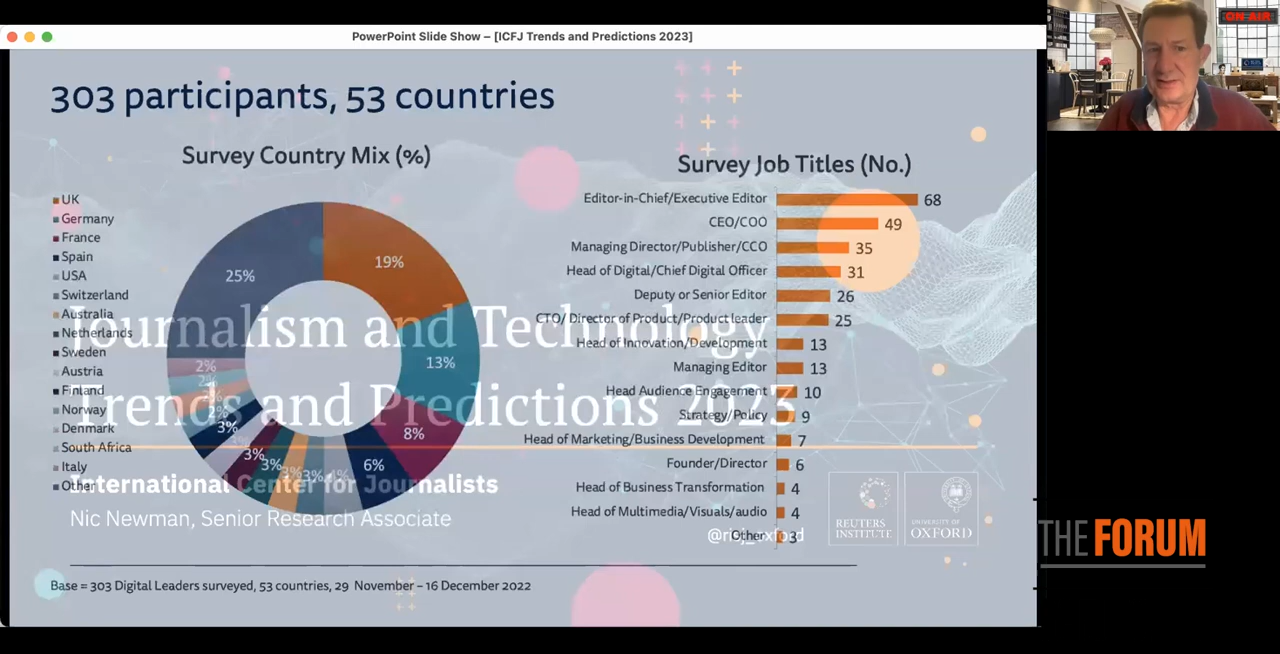 PowerPoint Slide Show – [ICFJ Trends and Predictions 2023]
ON AIR
303 participants, 53 countries
Survey Country Mix (%)
UK
Germany
France
Spain
USA
Switzerland
Australia
Netherlands
Sweden
Austria
Finland
Norway
Denmark
South Africa
Italy
Other
19%
13%
8%
6%
4%
3%
3%
3%
3%
3%
2%
2%
2%
25%
Survey Job Titles (No.)
Editor-in-Chief/Executive Editor 68
CEO/COO 49
Managing Director/Publisher/CCO 35
Head of Digital/Chief Digital Officer 31
Deputy or Senior Editor 26
CTO/ Director of Product/Product leader 25
Head of Innovation/Development 13
Managing Editor 13
Head Audience Engagement 10
Strategy/Policy 9
Head of Marketing/Business Development 7
Founder/Director 6
Head of Business Transformation 4
Head of Multimedia/Visuals/audio 4
Other 3
Journalism and Technology
Trends and Predictions 2023
International Center for Journalists
Nic Newman, Senior Research Associate
@risj_oxford
REUTERS
INSTITUTE
UNIVERSITY OF
OXFORD
THE FORUM
Base = 303 Digital Leaders surveyed, 53 countries, 29 November – 16 December 2022